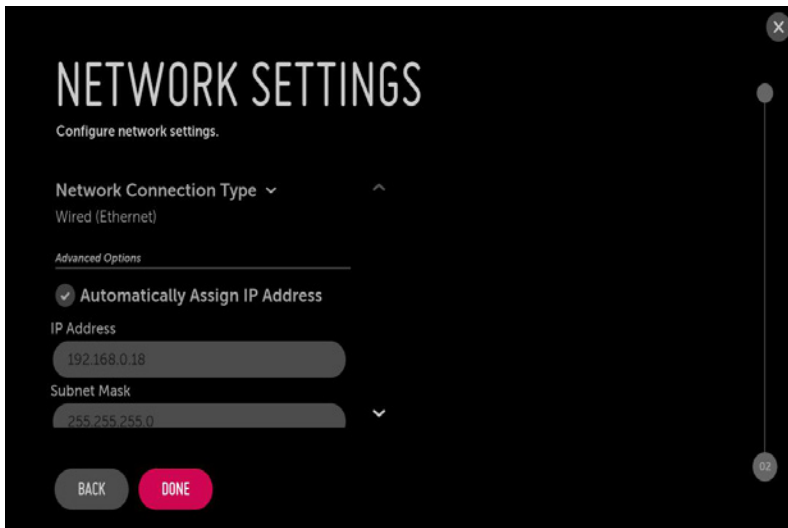 NETWORK SETTINGS
Configure network settings.
Network Connection Type
Wired (Ethernet)
Advanced Options
Automatically Assign IP Address
IP Address
192.168.0.18
Subnet Mask
255.255.255.0
02
BACK DONE